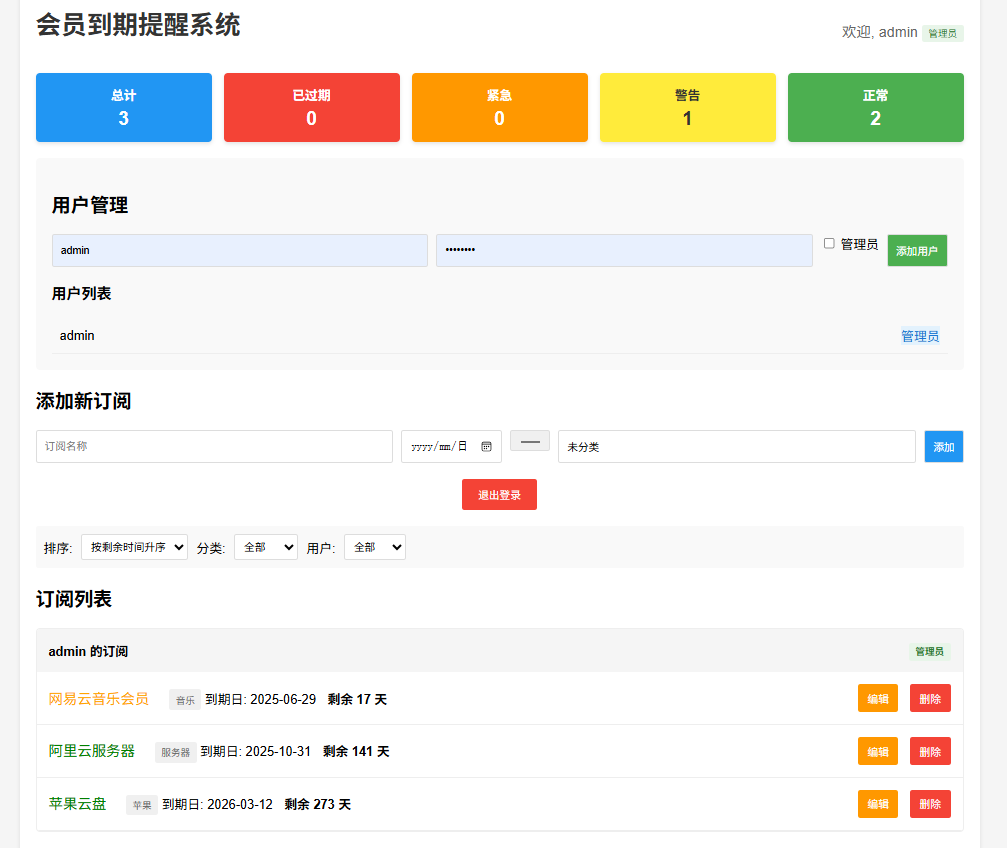 会员到期提醒系统
欢迎, admin 管理员
总计 已过期 紧急 警告 正常
3 0 0 1 2
用户管理
admin •••••••• 管理员 添加用户
用户列表
admin 管理员
添加新订阅
订阅名称 yyyy/mm/日 — 未分类 添加
退出登录
排序: 按剩余时间升序 分类: 全部 用户: 全部
订阅列表
admin 的订阅 管理员
网易云音乐会员 音乐 到期日: 2025-06-29 剩余 17 天 编辑 删除
阿里云服务器 服务器 到期日: 2025-10-31 剩余 141 天 编辑 删除
苹果云盘 苹果 到期日: 2026-03-12 剩余 273 天 编辑 删除